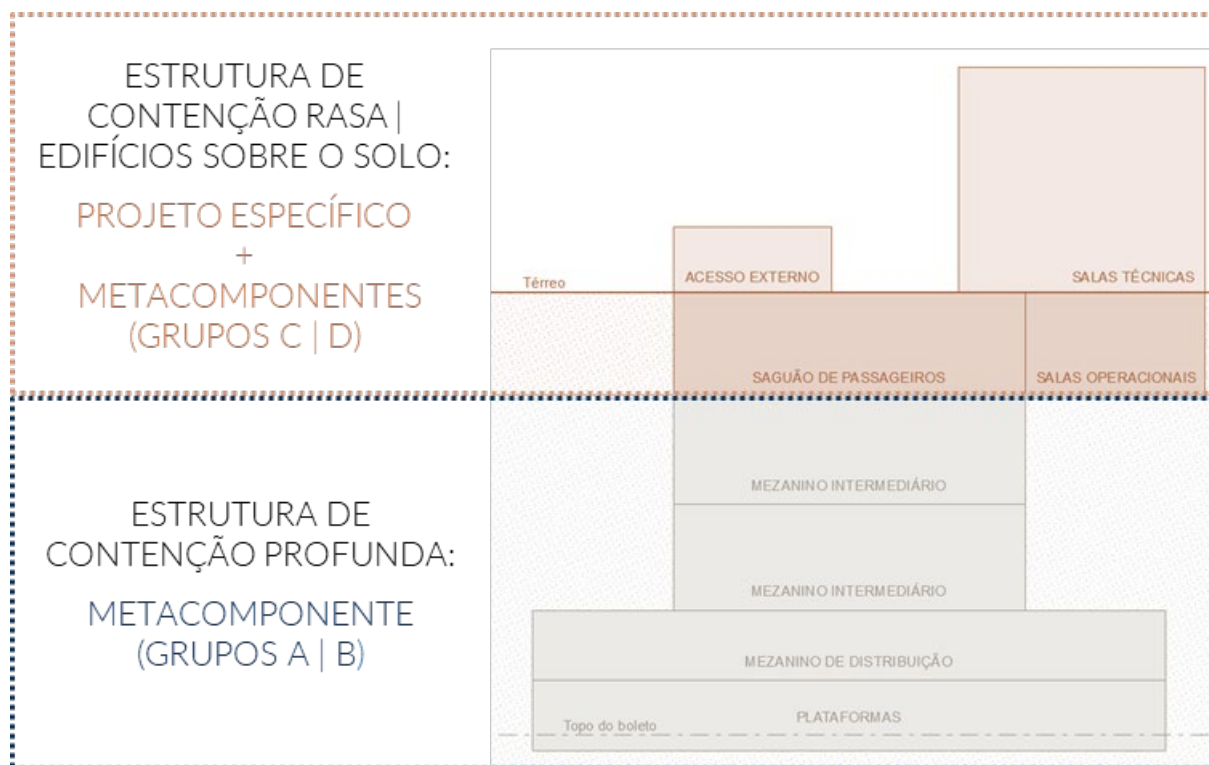 ESTRUTURA DE
CONTENÇÃO RASA |
EDIFÍCIOS SOBRE O SOLO:
PROJETO ESPECÍFICO
+
METACOMPONENTES
(GRUPOS C | D)
Térreo
ACESSO EXTERNO
SALAS TÉCNICAS
SAGUÃO DE PASSAGEIROS
SALAS OPERACIONAIS
ESTRUTURA DE
CONTENÇÃO PROFUNDA:
METACOMPONENTE
(GRUPOS A | B)
MEZANINO INTERMEDIÁRIO
MEZANINO INTERMEDIÁRIO
MEZANINO DE DISTRIBUIÇÃO
PLATAFORMAS
Topo do boleto